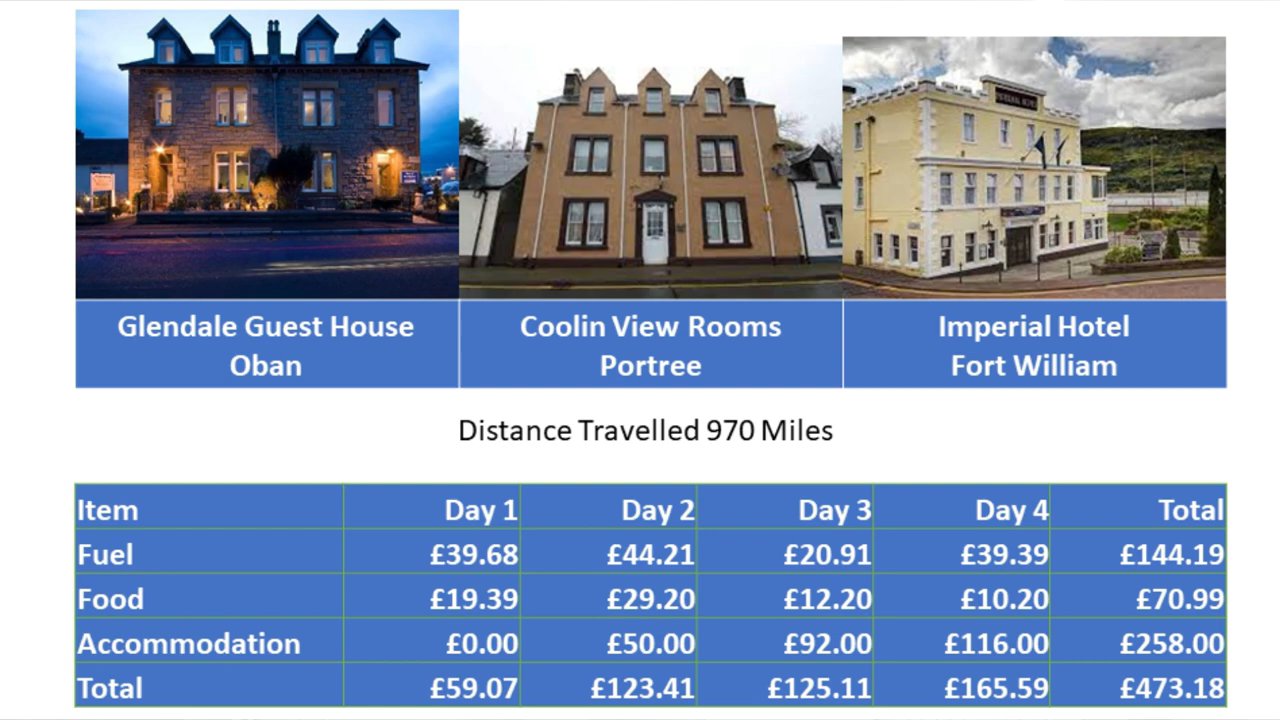 Glendale Guest House
Oban
Coolin View Rooms
Portree
Imperial Hotel
Fort William
Distance Travelled 970 Miles
Item Day 1 Day 2 Day 3 Day 4 Total
Fuel £39.68 £44.21 £20.91 £39.39 £144.19
Food £19.39 £29.20 £12.20 £10.20 £70.99
Accommodation £0.00 £50.00 £92.00 £116.00 £258.00
Total £59.07 £123.41 £125.11 £165.59 £473.18